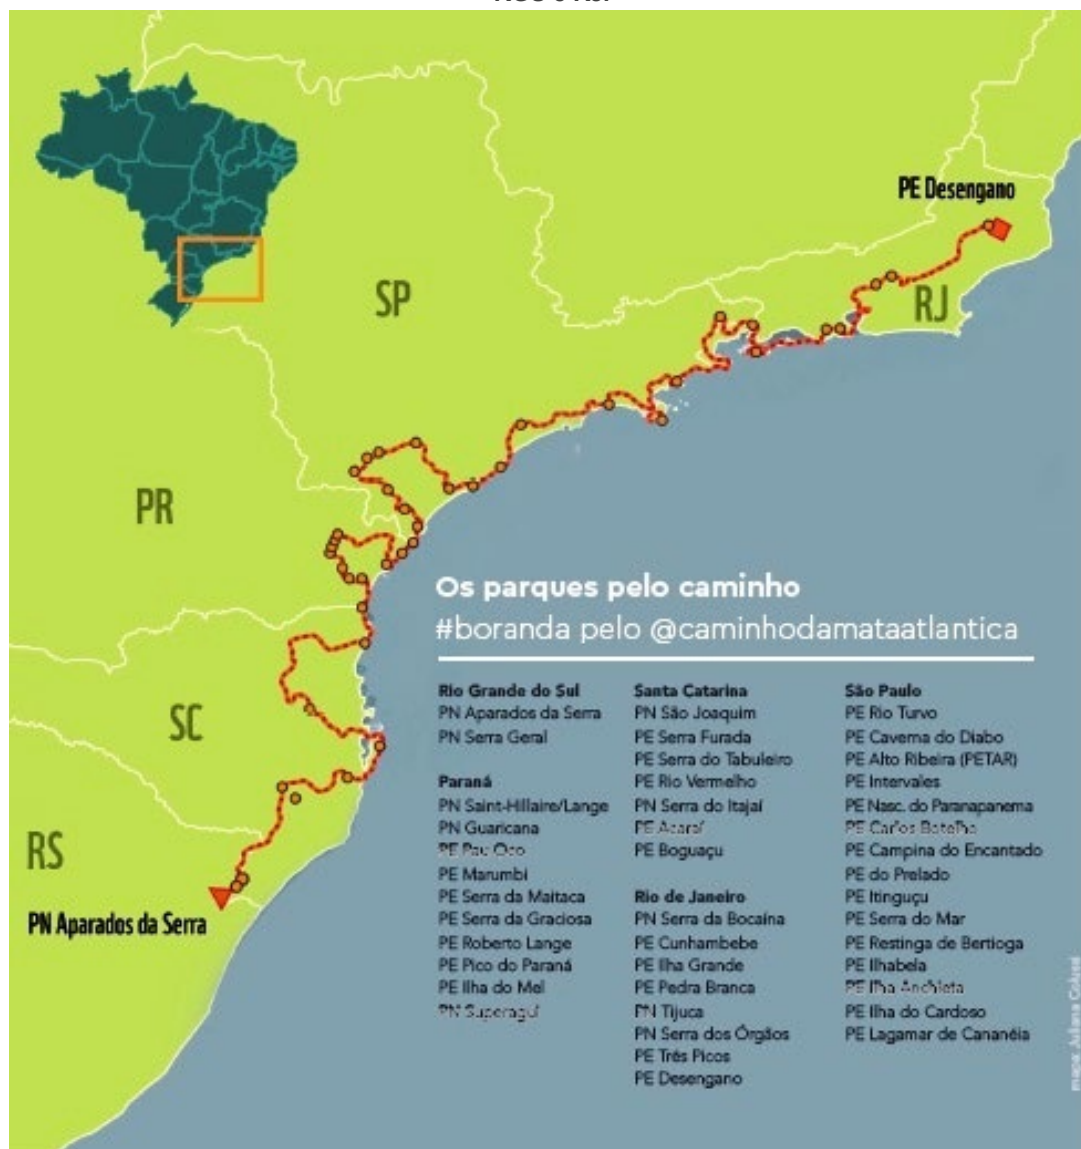 PE Desengano
SP
RJ
PR
SC
RS
PN Aparados da Serra
Os parques pelo caminho
#boranda pelo @caminhodamataatlantica
Rio Grande do Sul
PN Aparados da Serra
PN Serra Geral
Paraná
PN Saint-Hillaire/Lange
PN Guaricana
PE Pau Oco
PE Marumbi
PE Serra da Maitaca
PE Serra da Graciosa
PE Roberto Lange
PE Pico do Paraná
PE Ilha do Mel
PN Superagui
Santa Catarina
PN São Joaquim
PE Serra Furada
PE Serra do Tabuleiro
PE Rio Vermelho
PN Serra do Itajaí
PE Acaraí
PE Boguaçu
Rio de Janeiro
PN Serra da Bocaina
PE Cunhambebe
PE Ilha Grande
PE Pedra Branca
PN Tijuca
PN Serra dos Órgãos
PE Três Picos
PE Desengano
São Paulo
PE Rio Turvo
PE Caverna do Diabo
PE Alto Ribeira (PETAR)
PE Intervales
PE Nasc. do Paranapanema
PE Carlos Botelho
PE Campina do Encantado
PE do Prelado
PE Itinguçu
PE Serra do Mar
PE Restinga de Bertioga
PE Ilhabela
PE Ilha Anchieta
PE Ilha do Cardoso
PE Lagamar de Cananéia
mapa: Juliana